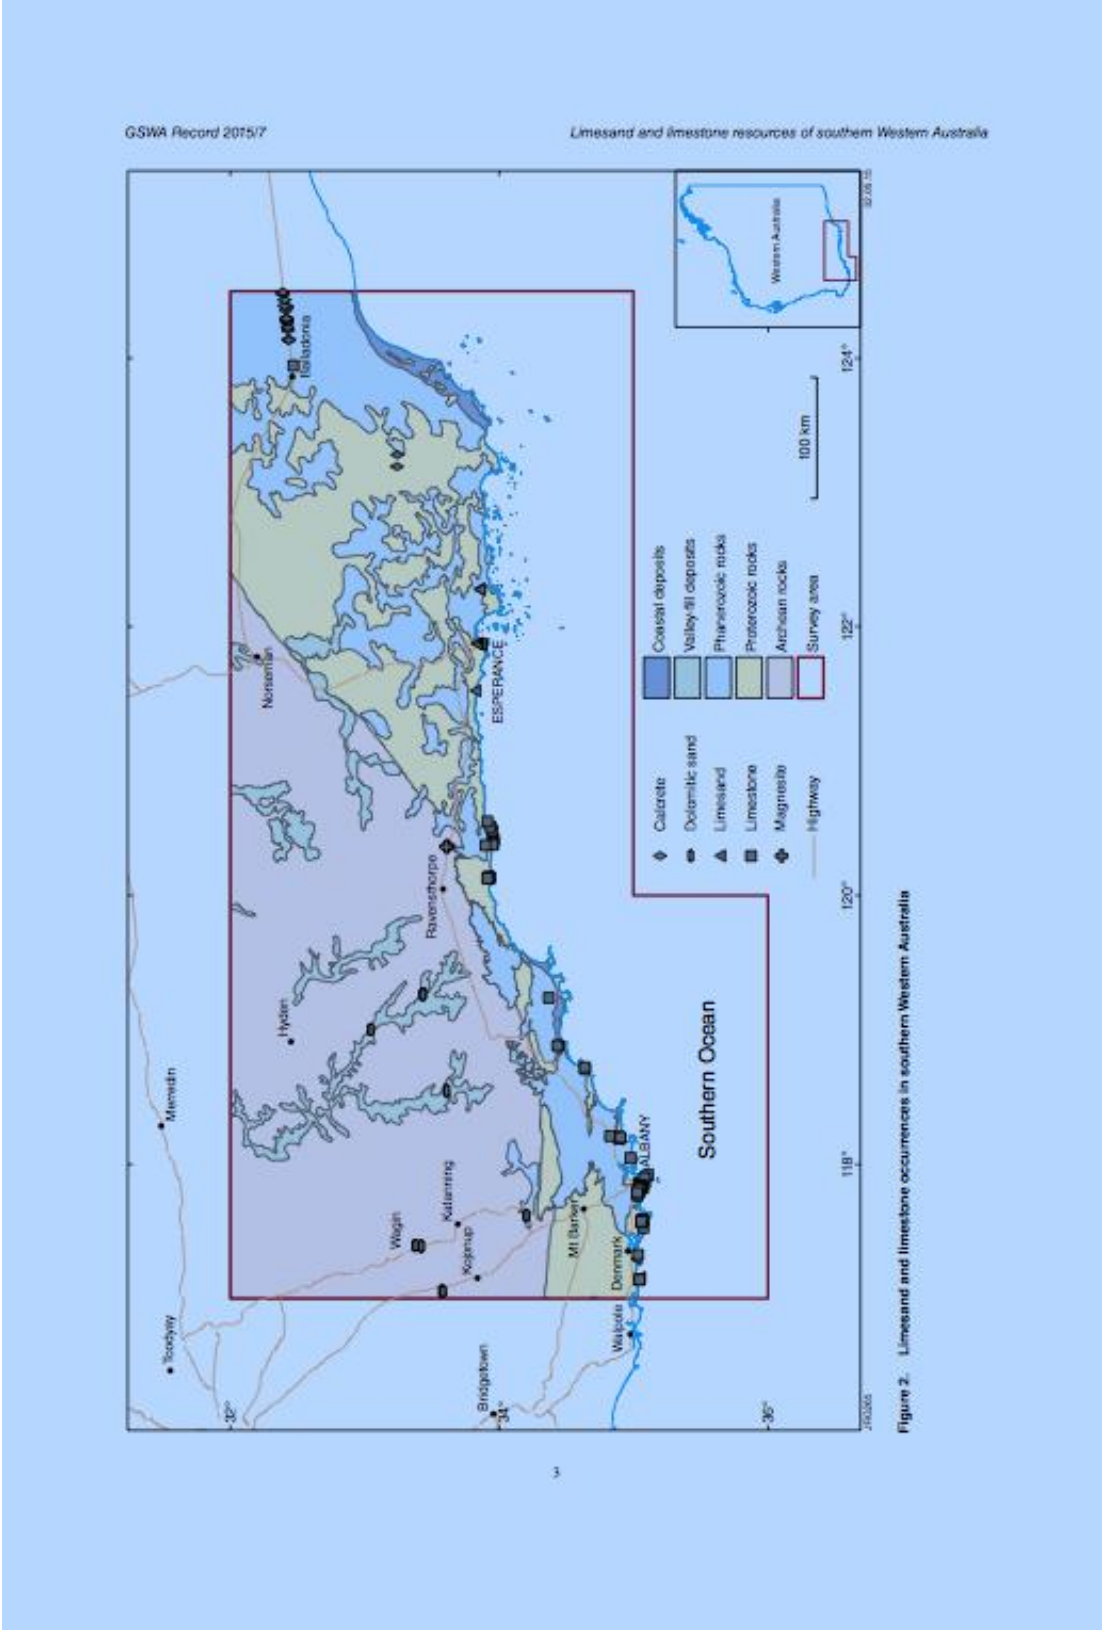 GSWA Record 2015/7
Limesand and limestone resources of southern Western Australia
Toodyay
Merredin
32°
Hyden
Norseman
Balladonia
Wagin
Katanning
Kojonup
Ravensthorpe
Bridgetown
34°
Mt Barker
Denmark
Walpole
ALBANY
ESPERANCE
Southern Ocean
Calcrete
Dolomitic sand
Limesand
Limestone
Magnesite
Highway
Coastal deposits
Valley-fill deposits
Phanerozoic rocks
Proterozoic rocks
Archean rocks
Survey area
100 km
Western Australia
36°
118°
120°
122°
124°
Figure 2. Limesand and limestone occurrences in southern Western Australia
3